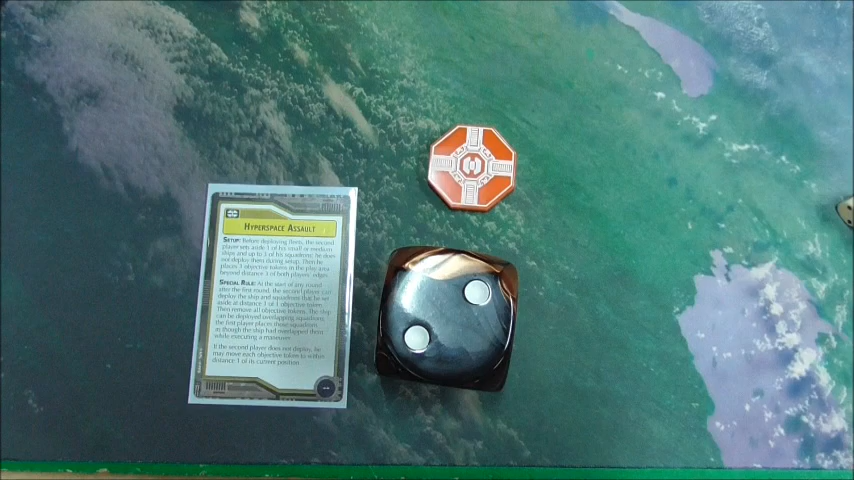 HYPERSPACE ASSAULT
SETUP: Before deploying fleets, the second
player sets aside 1 of his small or medium
ships and up to 3 of his squadrons; he does
not deploy them during setup. Then he
places 3 objective tokens in the play area
beyond distance 3 of both players' edges.
SPECIAL RULE: At the start of any round
after the first round, the second player can
deploy the ship and squadrons that he set
aside at distance 1 of 1 objective token.
Then remove all objective tokens. The ship
can be deployed overlapping squadrons;
the first player places those squadrons
as though the ship had overlapped them
while executing a maneuver.
If the second player does not deploy, he
may move each objective token to within
distance 1 of its current position.